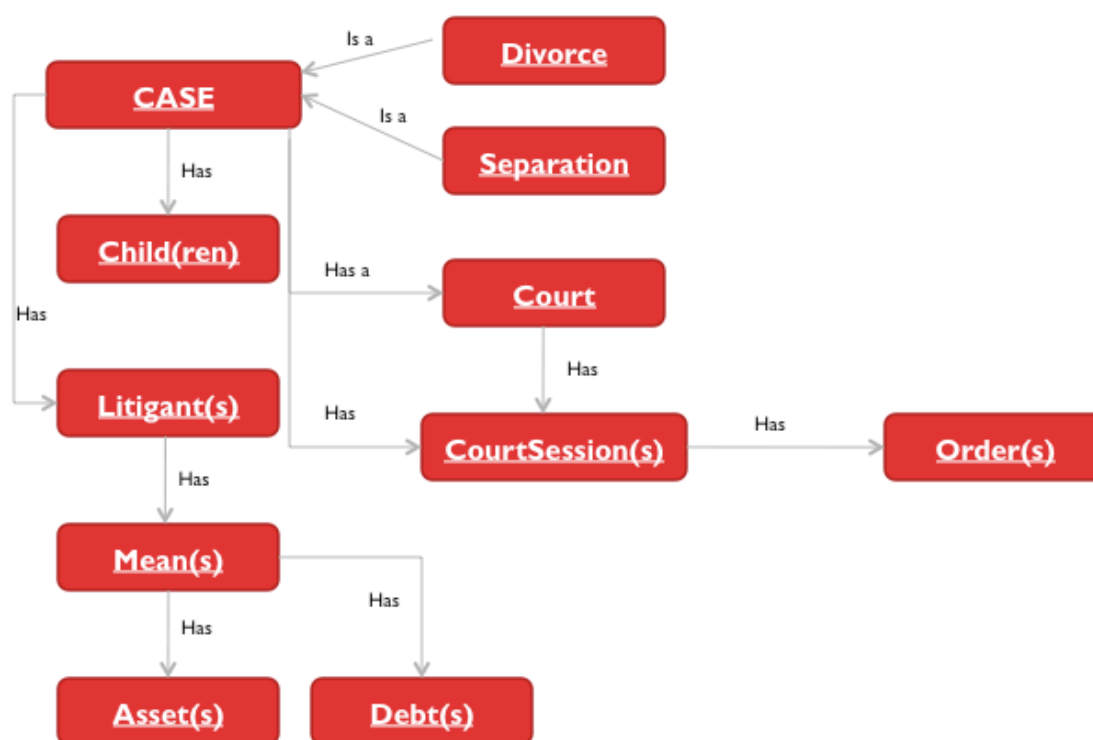 Is a
Divorce
CASE
Is a
Separation
Has
Child(ren)
Has a
Court
Has
Has
Litigant(s)
Has
Has
CourtSession(s)
Has
Order(s)
Has
Mean(s)
Has
Has
Asset(s)
Debt(s)